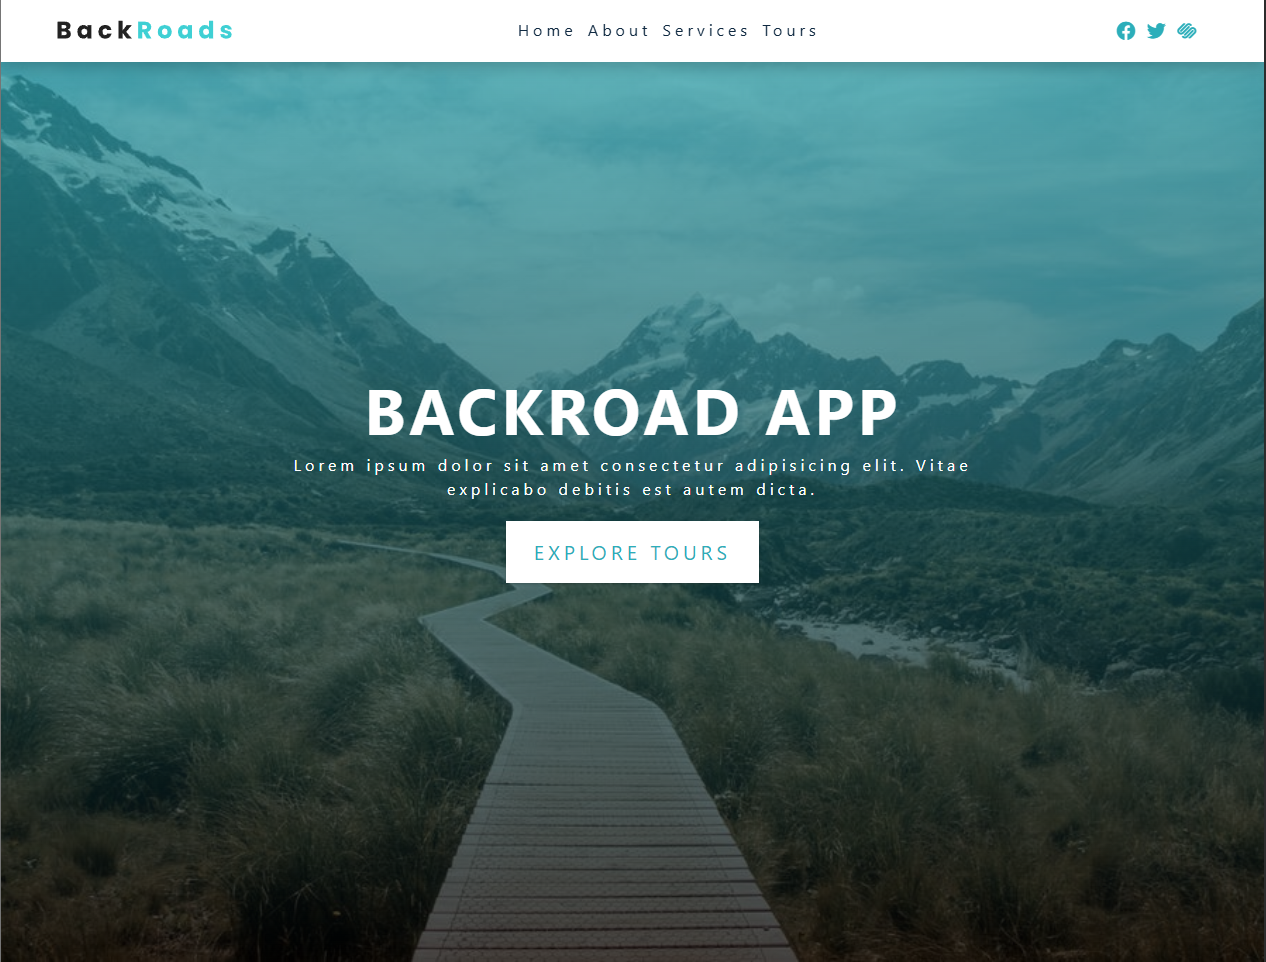 BackRoads
Home About Services Tours
BACKROAD APP
Lorem ipsum dolor sit amet consectetur adipisicing elit. Vitae
explicabo debitis est autem dicta.
EXPLORE TOURS